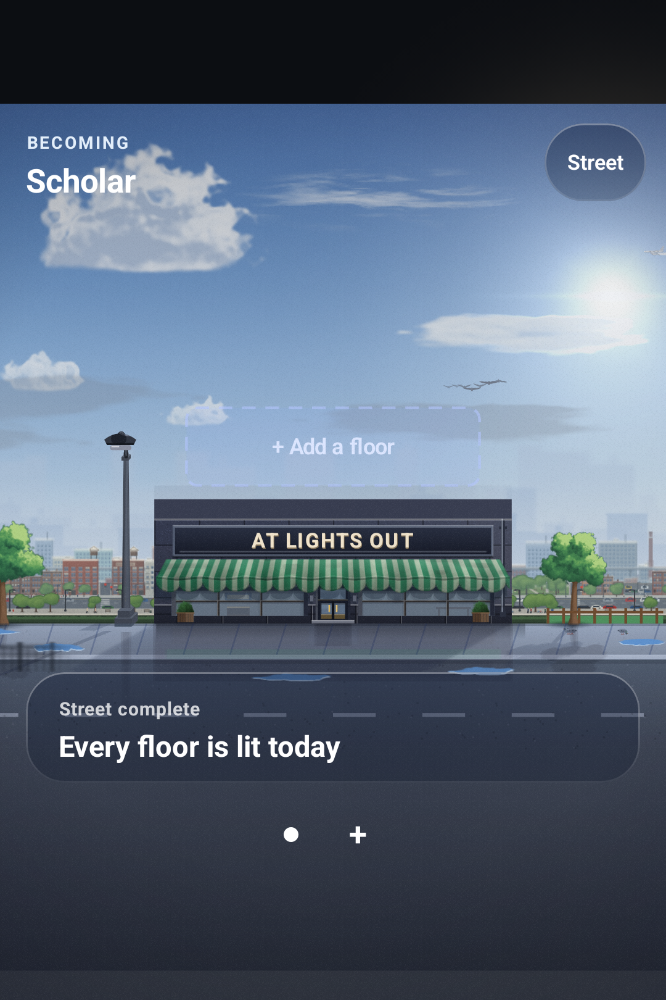 BECOMING
Scholar
Street
+ Add a floor
AT LIGHTS OUT
Street complete
Every floor is lit today
+